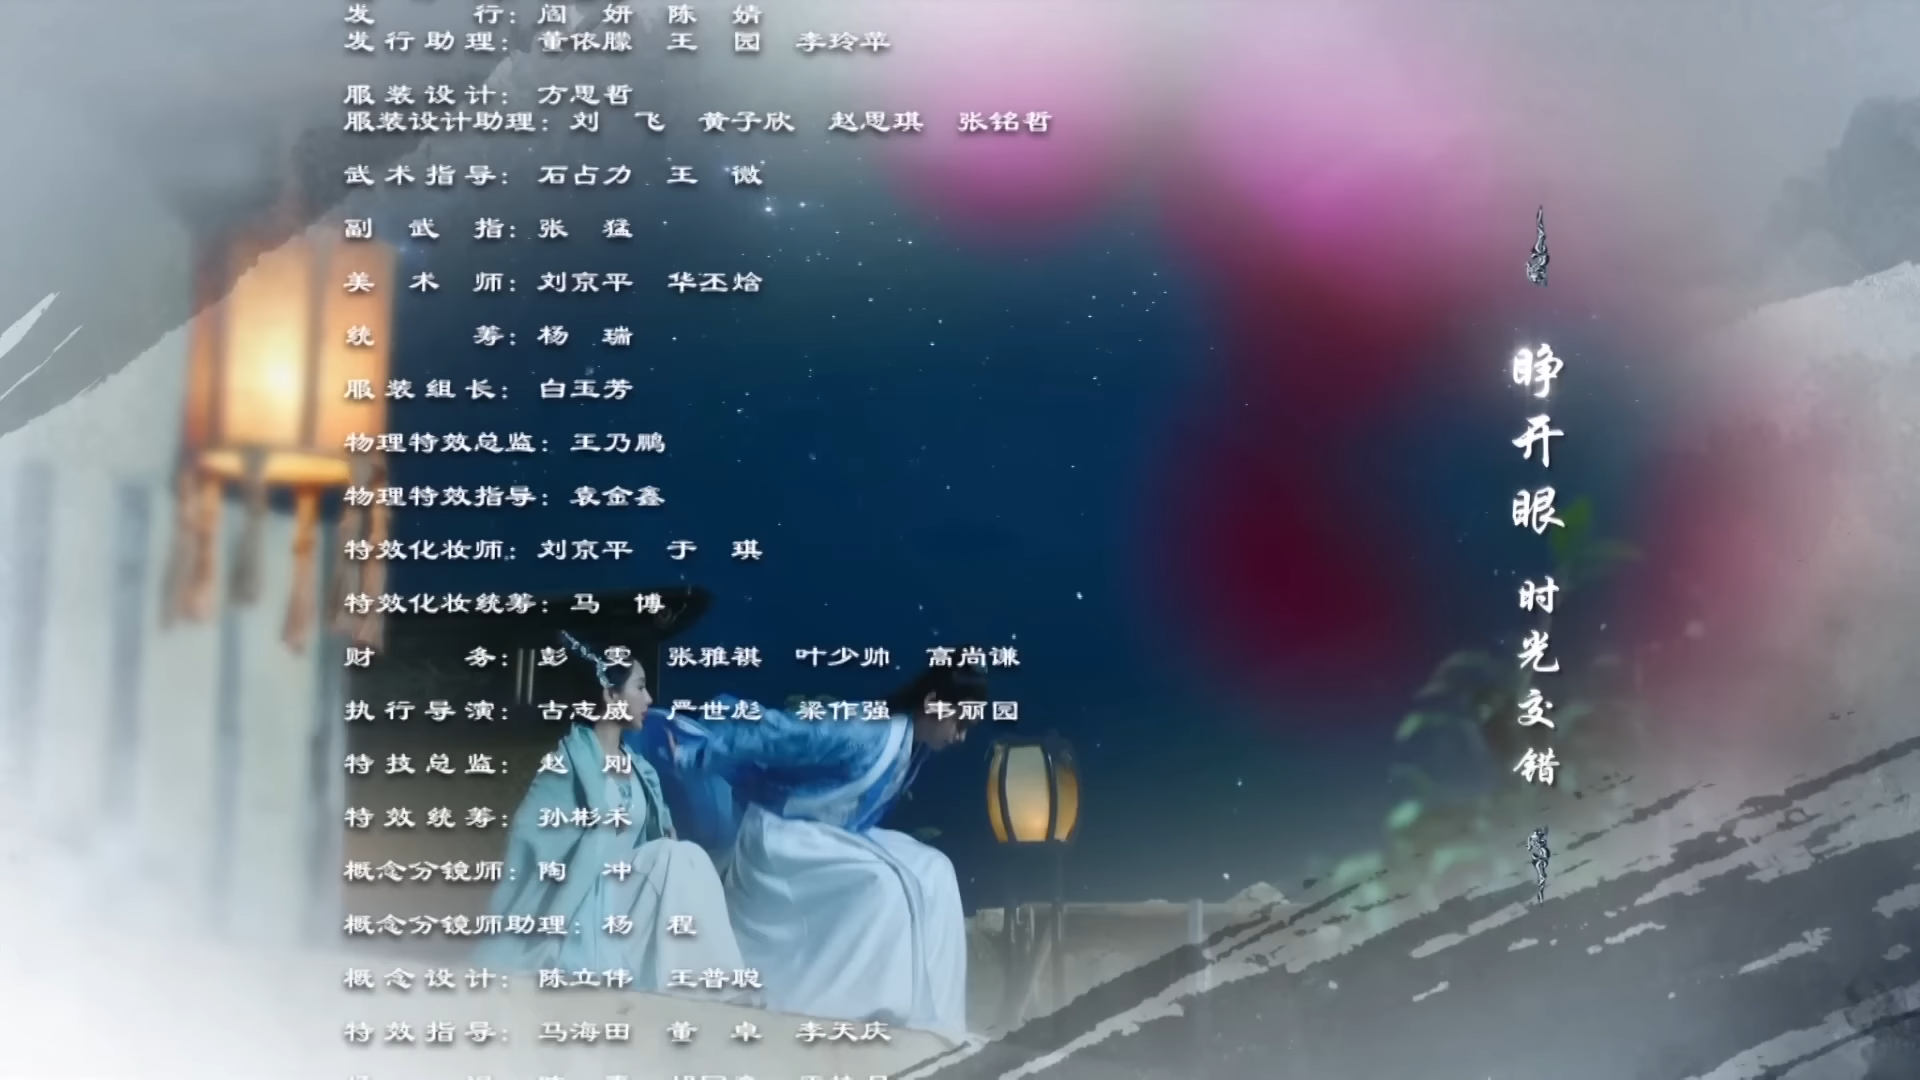 发行：阎妍 陈婧
发行助理：董依朦 王园 李玲苹
服装设计：方思哲
服装设计助理：刘飞 黄子欣 赵思琪 张铭哲
武术指导：石占力 王微
副武指：张猛
美术师：刘京平 华丕焓
统筹：杨瑞
服装组长：白玉芳
物理特效总监：王乃鹏
物理特效指导：袁金鑫
特效化妆师：刘京平 于琪
特效化妆统筹：马博
财务：彭雯 张雅祺 叶少帅 高尚谦
执行导演：古志威 严世彪 梁作强 韦丽园
特技总监：赵刚
特效统筹：孙彬禾
概念分镜师：陶冲
概念分镜师助理：杨程
概念设计：陈立伟 王普聪
特效指导：马海田 董卓 李天庆
睁开眼 时光交错